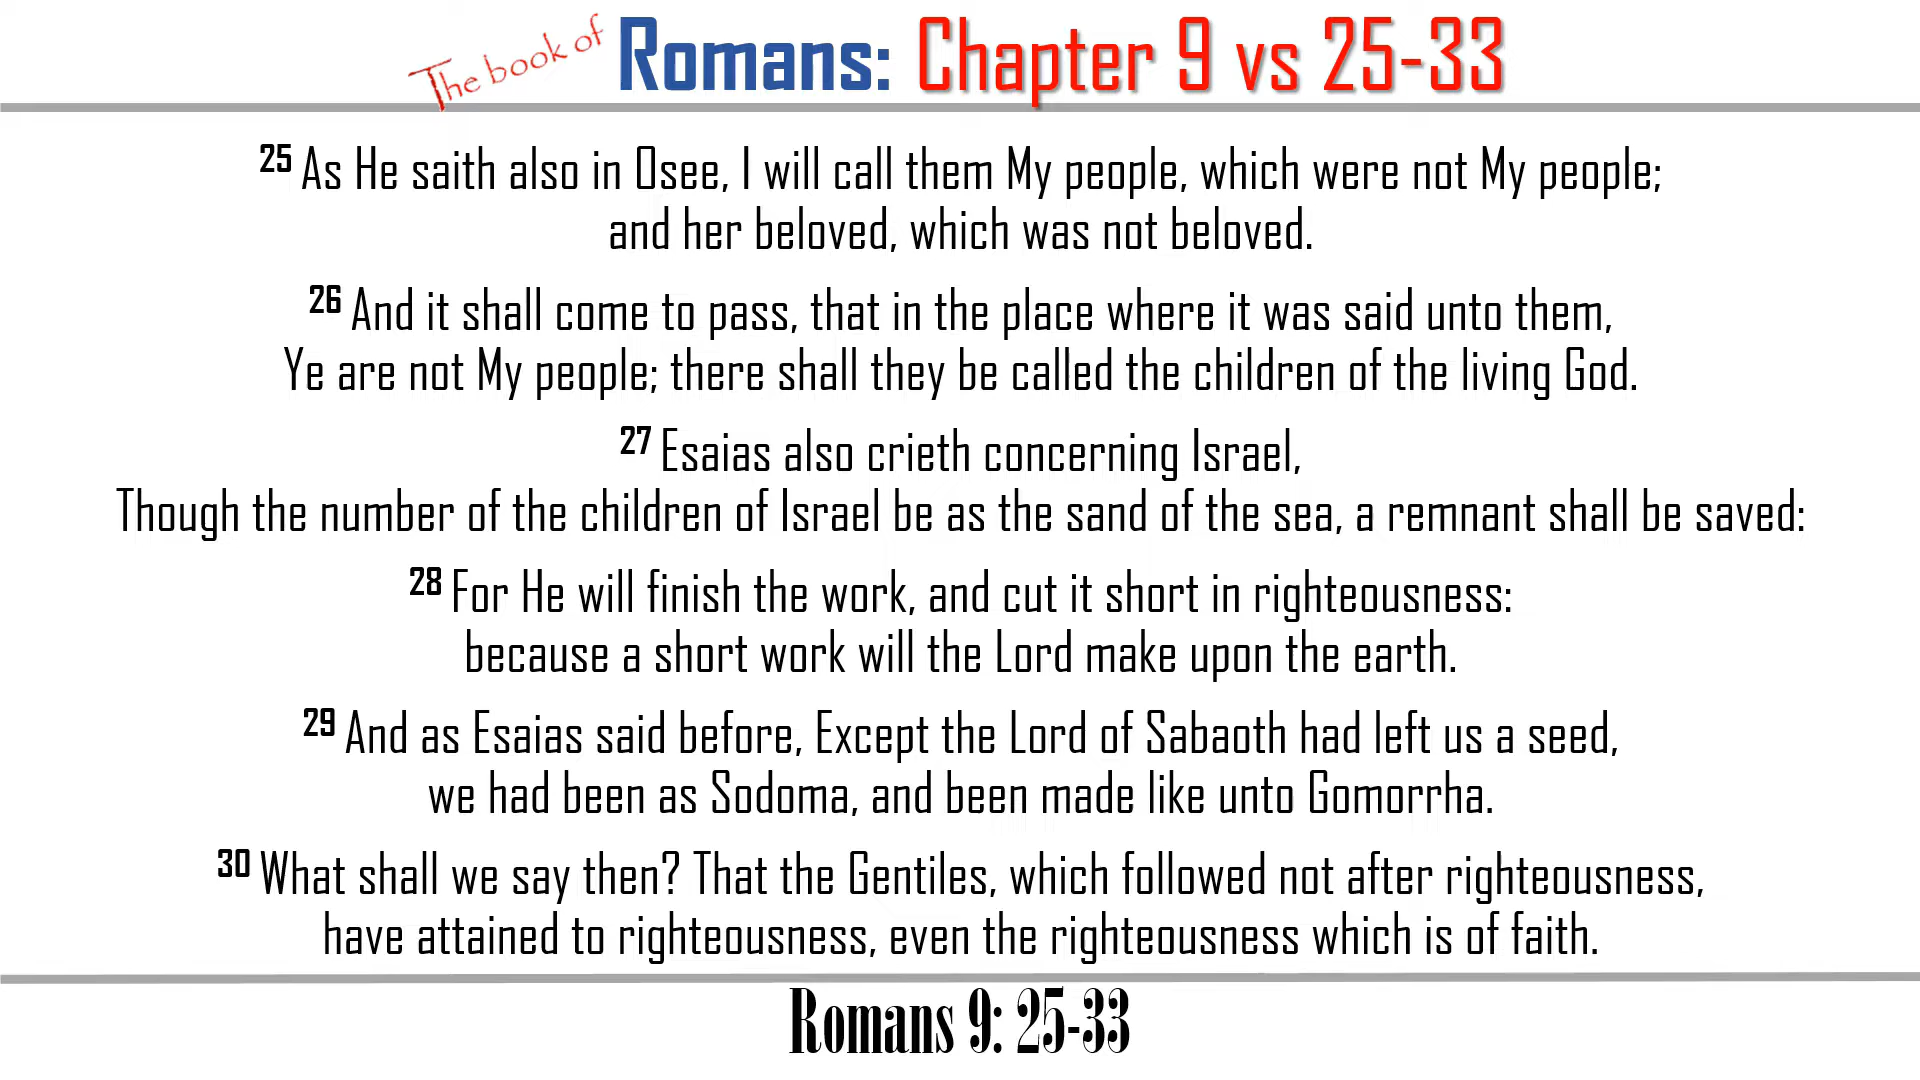 The book of Romans: Chapter 9 vs 25-33
25 As He saith also in Osee, I will call them My people, which were not My people;
and her beloved, which was not beloved.
26 And it shall come to pass, that in the place where it was said unto them,
Ye are not My people; there shall they be called the children of the living God.
27 Esaias also crieth concerning Israel,
Though the number of the children of Israel be as the sand of the sea, a remnant shall be saved:
28 For He will finish the work, and cut it short in righteousness:
because a short work will the Lord make upon the earth.
29 And as Esaias said before, Except the Lord of Sabaoth had left us a seed,
we had been as Sodoma, and been made like unto Gomorrha.
30 What shall we say then? That the Gentiles, which followed not after righteousness,
have attained to righteousness, even the righteousness which is of faith.
Romans 9: 25-33